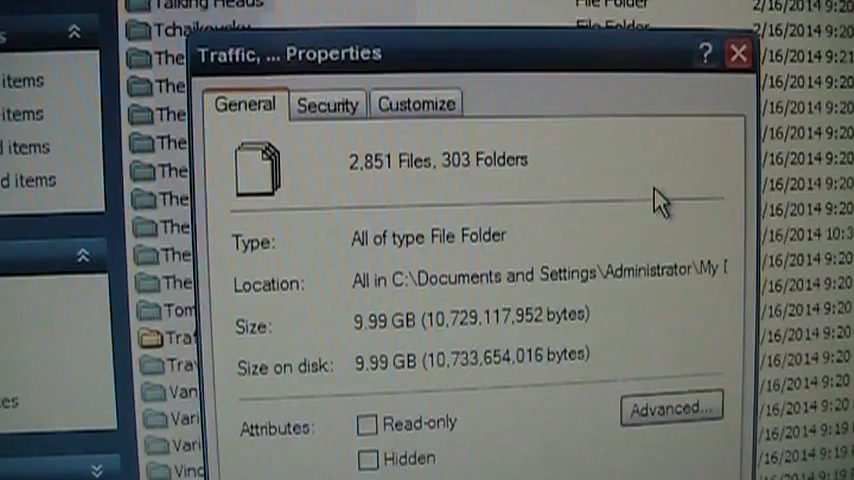 Talking Heads File Folder 2/16/2014 9:20
Tchaikovsky File Folder /16/2014 9:20
Traffic, ... Properties
?
General Security Customize
2,851 Files, 303 Folders
Type: All of type File Folder
Location: All in C:\Documents and Settings\Administrator\My D
Size: 9.99 GB (10,729,117,952 bytes)
Size on disk: 9.99 GB (10,733,654,016 bytes)
Attributes: Read-only Advanced...
Hidden
items
items
d items
d items
es
The
The
The
The
The
The
The
The
The
Tom
Traf
Trav
Van
Vari
Vari
Vinc
/16/2014 9:21
/16/2014 9:20
/16/2014 9:20
/16/2014 9:20
/16/2014 9:20
/16/2014 9:20
/16/2014 9:20
/16/2014 10:3
/16/2014 9:20
/16/2014 9:20
/16/2014 9:20
/16/2014 9:20
/16/2014 9:20
/16/2014 9:20
/16/2014 9:19
/16/2014 9:19